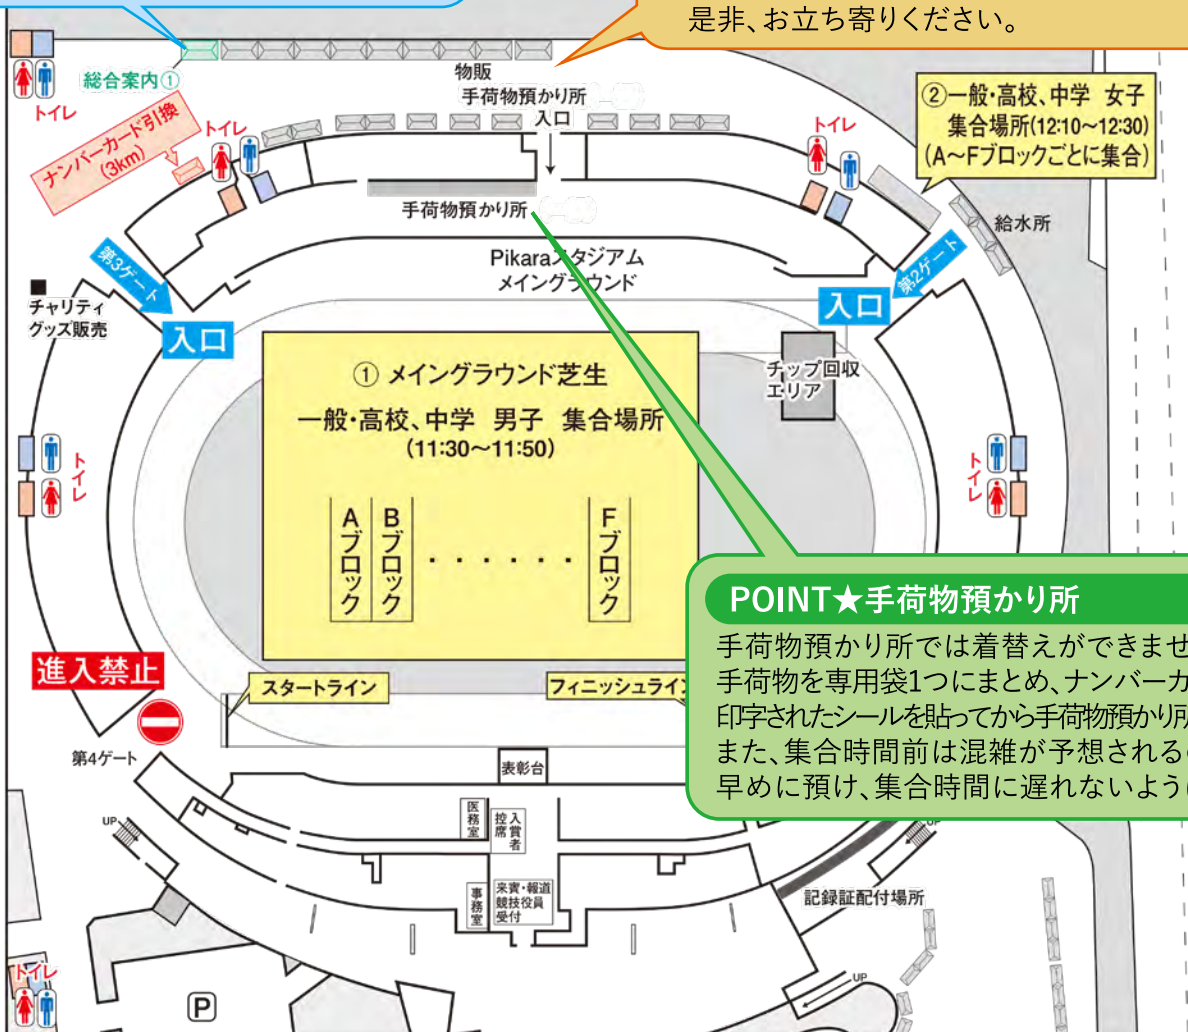 是非、お立ち寄りください。
総合案内①
物販
手荷物預かり所
入口
トイレ
ナンバーカード引換
(3km)
トイレ
トイレ
②一般・高校、中学 女子
集合場所(12:10～12:30)
(A～Fブロックごとに集合)
手荷物預かり所
給水所
第3ゲート
入口
第2ゲート
入口
Pikaraスタジアム
メイングラウンド
チャリティ
グッズ販売
チップ回収
エリア
① メイングラウンド芝生
一般・高校、中学 男子 集合場所
(11:30～11:50)
Aブロック
Bブロック
・・・・・・
Fブロック
トイレ
トイレ
POINT★手荷物預かり所
手荷物預かり所では着替えができませ
手荷物を専用袋1つにまとめ、ナンバーカ
印字されたシールを貼ってから手荷物預かり所
また、集合時間前は混雑が予想される
早めに預け、集合時間に遅れないように
進入禁止
スタートライン
フィニッシュライン
第4ゲート
表彰台
医務室
入賞者控席
UP
UP
事務室
来賓・報道
競技役員
受付
記録証配付場所
トイレ
P
UP